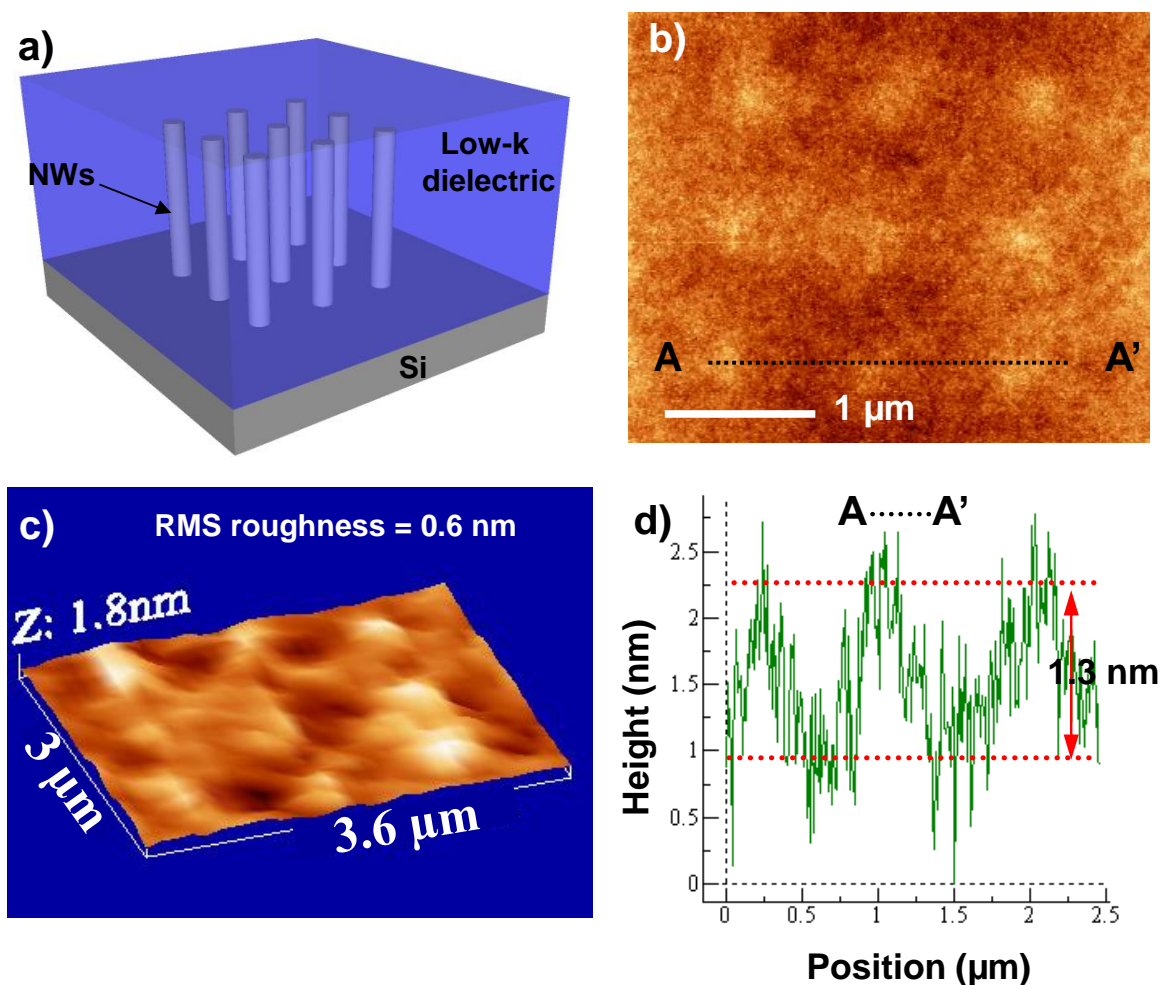 a)
NWs
Low-k
dielectric
Si
b)
A A’
1 µm
c)
RMS roughness = 0.6 nm
Z: 1.8nm
3 µm
3.6 µm
d)
A······A’
Height (nm)
2.5
2
1.5
1
0.5
0
1.3 nm
0 0.5 1 1.5 2 2.5
Position (µm)